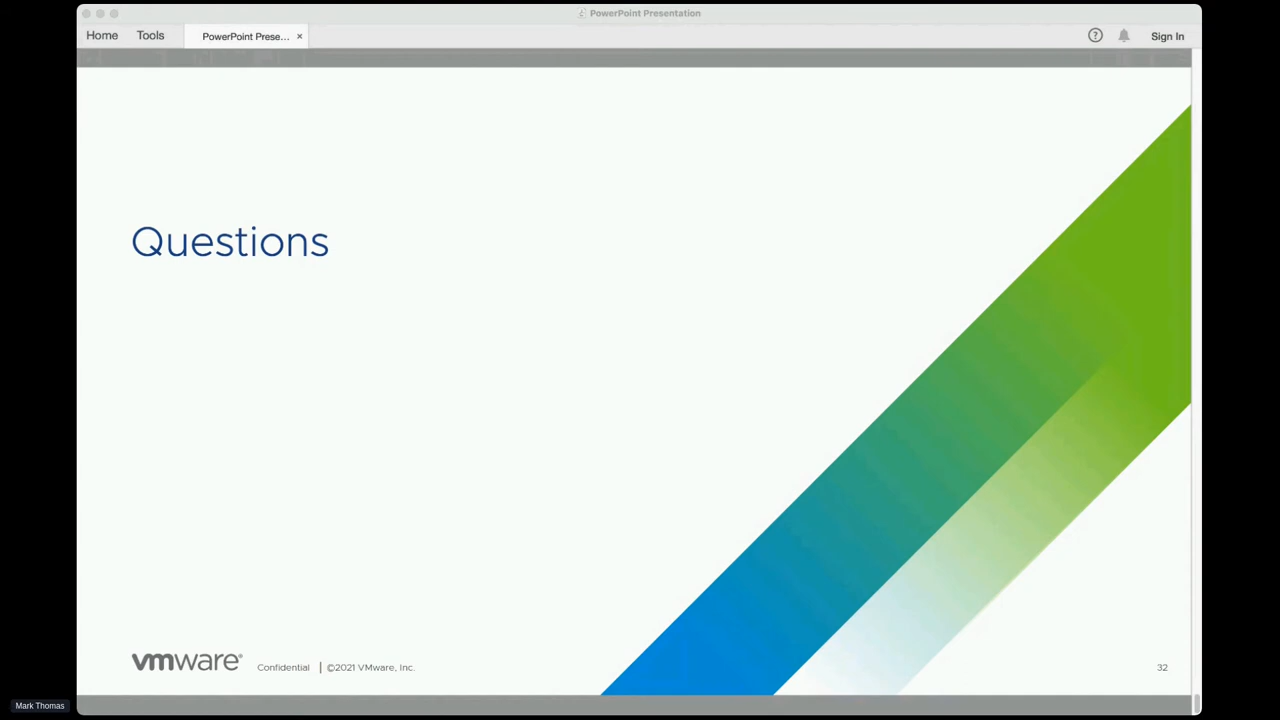 PowerPoint Presentation
Home Tools PowerPoint Prese... × ? Sign In
Questions
vmware® Confidential | ©2021 VMware, Inc. 32
Mark Thomas